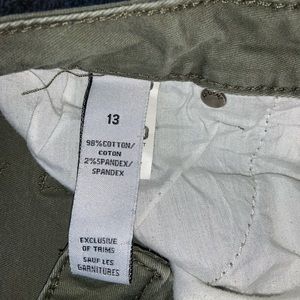 13
98%COTTON/
COTON
2%SPANDEX/
SPANDEX
EXCLUSIVE
OF TRIMS
SAUF LES
GARNITURES